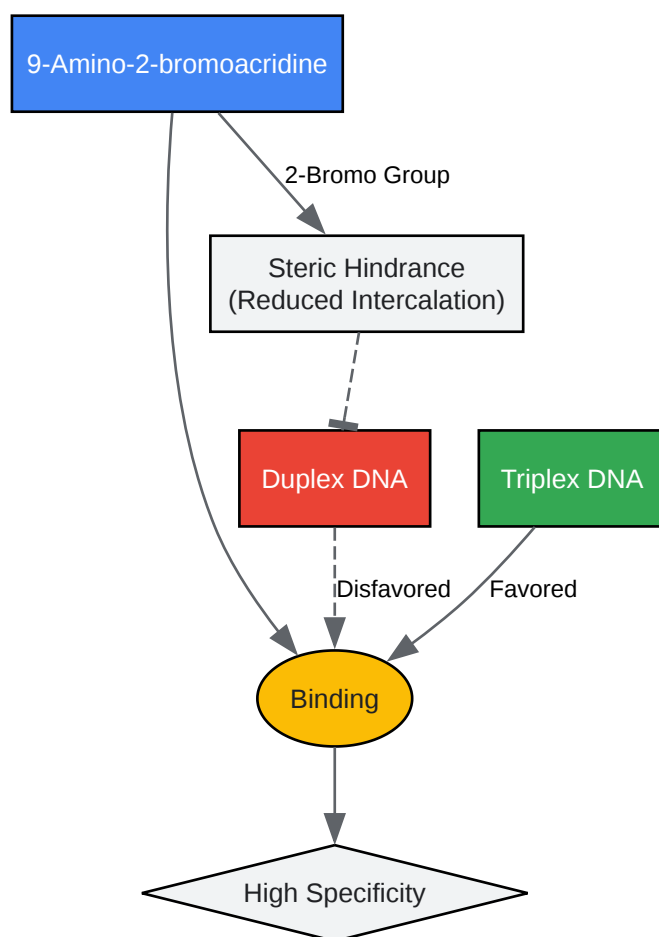 9-Amino-2-bromoacridine
2-Bromo Group
Steric Hindrance
(Reduced Intercalation)
Duplex DNA
Triplex DNA
Disfavored
Favored
Binding
High Specificity